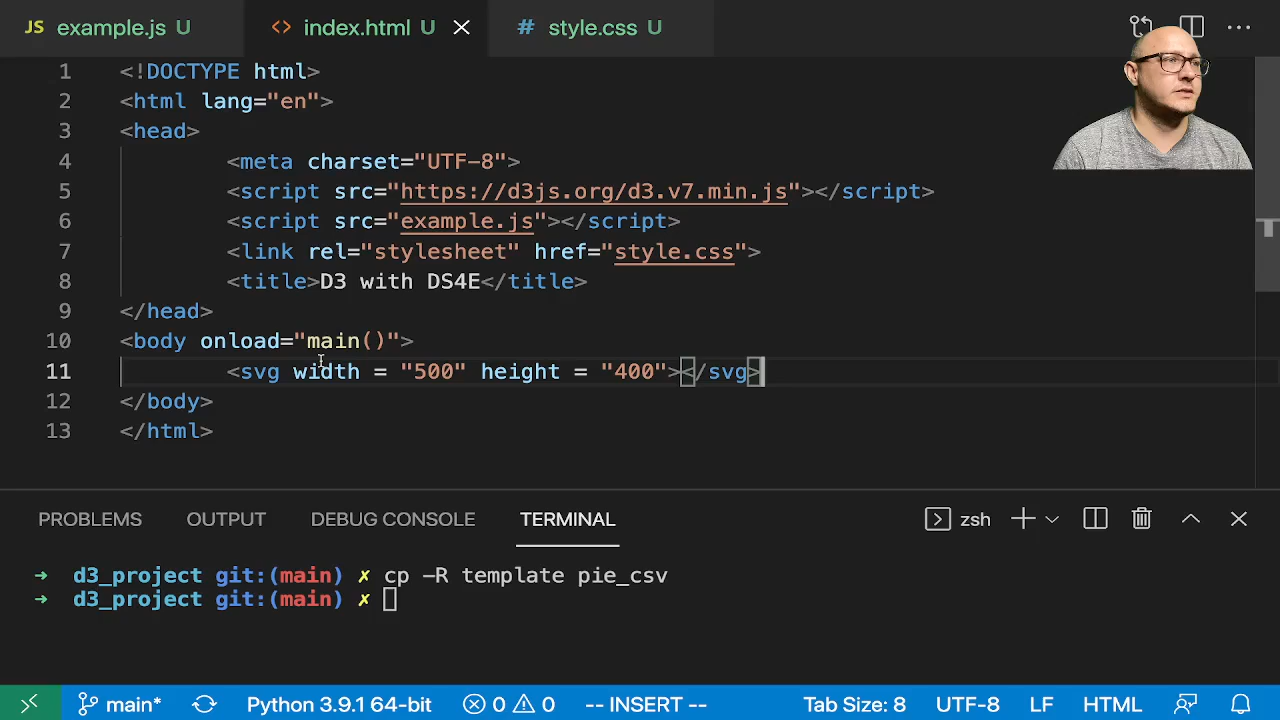 JS example.js U <> index.html U # style.css U
1 <!DOCTYPE html>
2 <html lang="en">
3 <head>
4 <meta charset="UTF-8">
5 <script src="https://d3js.org/d3.v7.min.js"></script>
6 <script src="example.js"></script>
7 <link rel="stylesheet" href="style.css">
8 <title>D3 with DS4E</title>
9 </head>
10 <body onload="main()">
11 <svg width = "500" height = "400"></svg>
12 </body>
13 </html>
PROBLEMS OUTPUT DEBUG CONSOLE TERMINAL zsh
→ d3_project git:(main) ✗ cp -R template pie_csv
→ d3_project git:(main) ✗
main* Python 3.9.1 64-bit 0 0 -- INSERT -- Tab Size: 8 UTF-8 LF HTML